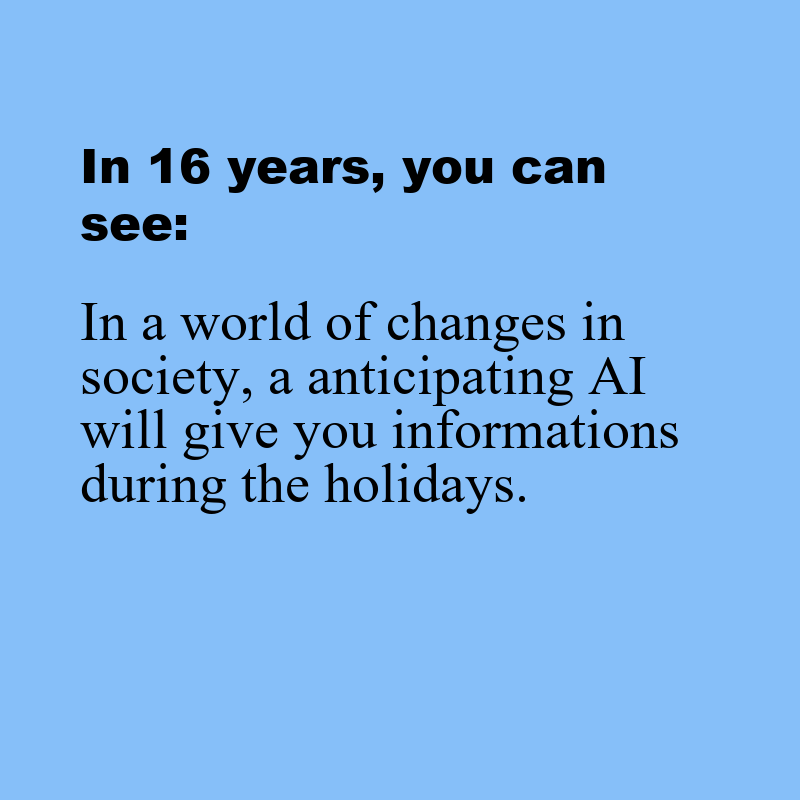 In 16 years, you can
see:
In a world of changes in
society, a anticipating AI
will give you informations
during the holidays.